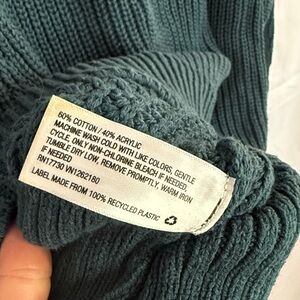 60% COTTON / 40% ACRYLIC
MACHINE WASH COLD WITH LIKE COLORS, GENTLE
CYCLE, ONLY NON-CHLORINE BLEACH IF NEEDED,
TUMBLE DRY LOW, REMOVE PROMPTLY, WARM IRON
IF NEEDED
RN17730 VN1262180
LABEL MADE FROM 100% RECYCLED PLASTIC